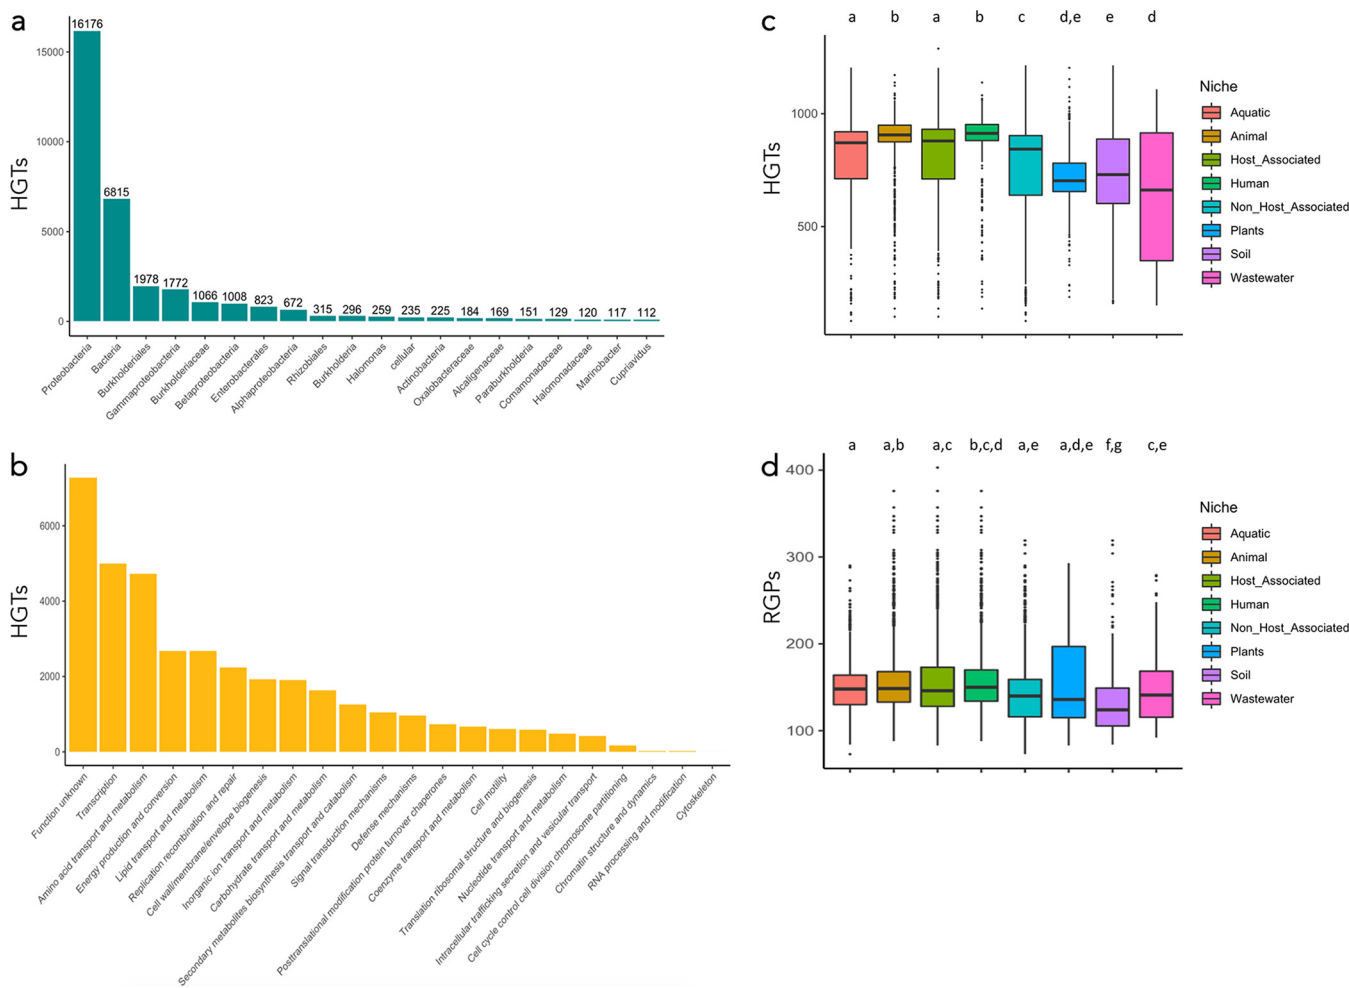 a
HGTs
15000
10000
5000
0
16176
6815
1978
1772
1066
1008
823
672
315
296
259
235
225
184
169
151
129
120
117
112
Proteobacteria
Bacteria
Burkholderiales
Gammaproteobacteria
Burkholderiaceae
Betaproteobacteria
Enterobacterales
Alphaproteobacteria
Rhizobiales
Burkholderia
Halomonas
cellular
Actinobacteria
Oxalobacteraceae
Alcaligenaceae
Paraburkholderia
Comamonadaceae
Halomonadaceae
Marinobacter
Cupriavidus
b
HGTs
6000
4000
2000
0
Function unknown
Transcription
Amino acid transport and metabolism
Energy production and conversion
Lipid transport and metabolism
Replication recombination and repair
Cell wall/membrane/envelope biogenesis
Inorganic ion transport and metabolism
Carbohydrate transport and metabolism
Secondary metabolites biosynthesis transport and catabolism
Signal transduction mechanisms
Defense mechanisms
Posttranslational modification protein turnover chaperones
Coenzyme transport and metabolism
Cell motility
Translation ribosomal structure and biogenesis
Nucleotide transport and metabolism
Intracellular trafficking secretion and vesicular transport
Cell cycle control cell division chromosome partitioning
Chromatin structure and dynamics
RNA processing and modification
Cytoskeleton
c
a b a b c d,e e d
HGTs
1000
500
Niche
Aquatic
Animal
Host_Associated
Human
Non_Host_Associated
Plants
Soil
Wastewater
d
a a,b a,c b,c,d a,e a,d,e f,g c,e
RGPs
400
300
200
100
Niche
Aquatic
Animal
Host_Associated
Human
Non_Host_Associated
Plants
Soil
Wastewater